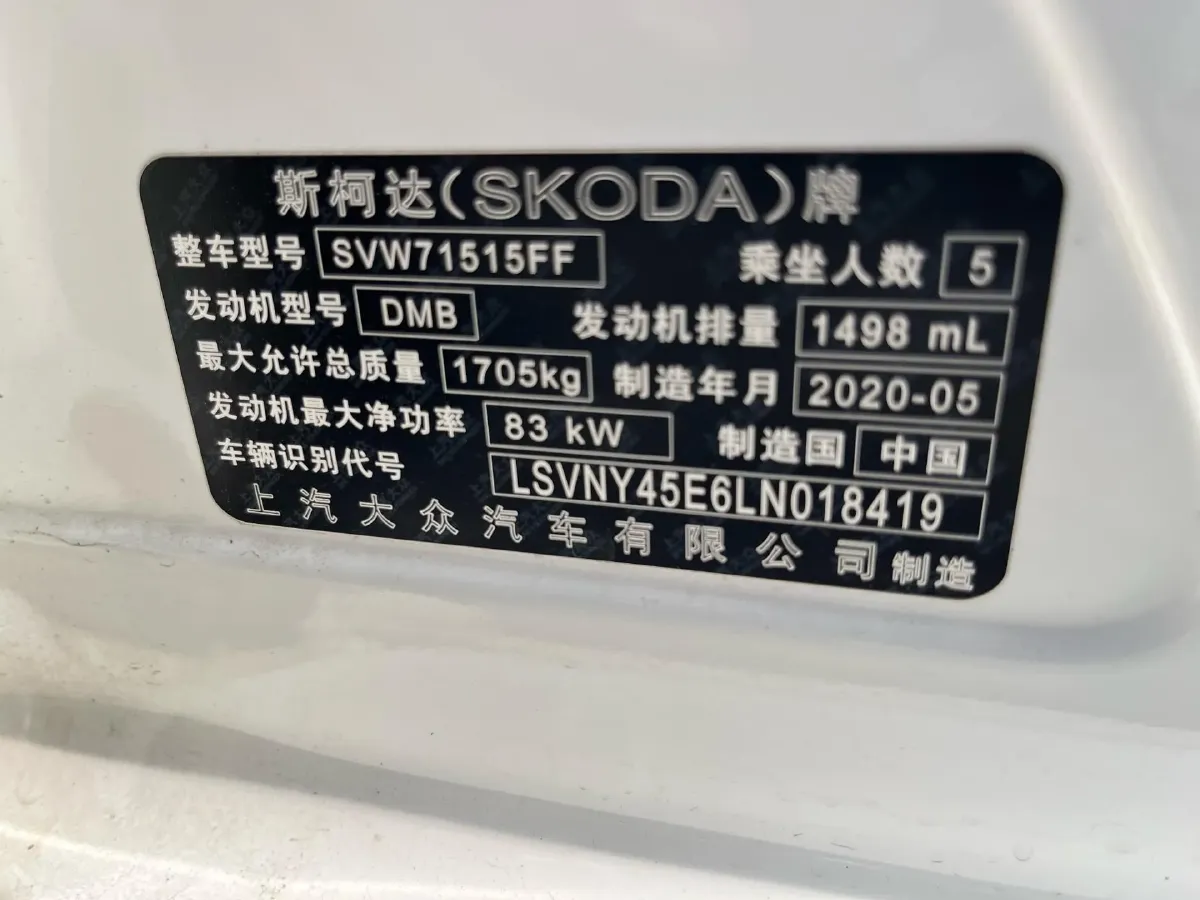 斯柯达(SKODA)牌
整车型号 SVW71515FF 乘坐人数 5
发动机型号 DMB 发动机排量 1498 mL
最大允许总质量 1705kg 制造年月 2020-05
发动机最大净功率 83 kW 制造国 中国
车辆识别代号 LSVNY45E6LN018419
上汽大众汽车有限公司制造